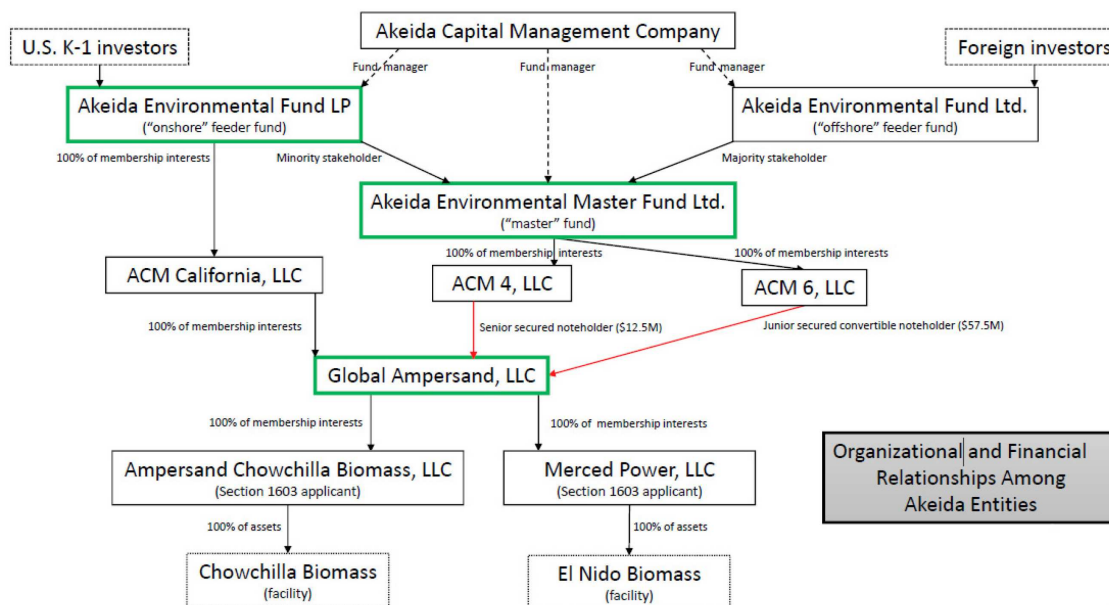 Akeida Capital Management Company
U.S. K-1 investors
Foreign investors
Fund manager
Fund manager
Fund manager
Akeida Environmental Fund LP
(“onshore” feeder fund)
Akeida Environmental Fund Ltd.
(“offshore” feeder fund)
100% of membership interests
Minority stakeholder
Majority stakeholder
Akeida Environmental Master Fund Ltd.
(“master” fund)
100% of membership interests
100% of membership interests
ACM California, LLC
ACM 4, LLC
ACM 6, LLC
100% of membership interests
Senior secured noteholder ($12.5M)
Junior secured convertible noteholder ($57.5M)
Global Ampersand, LLC
100% of membership interests
100% of membership interests
Ampersand Chowchilla Biomass, LLC
(Section 1603 applicant)
Merced Power, LLC
(Section 1603 applicant)
Organizational and Financial
Relationships Among
Akeida Entities
100% of assets
100% of assets
Chowchilla Biomass
(facility)
El Nido Biomass
(facility)